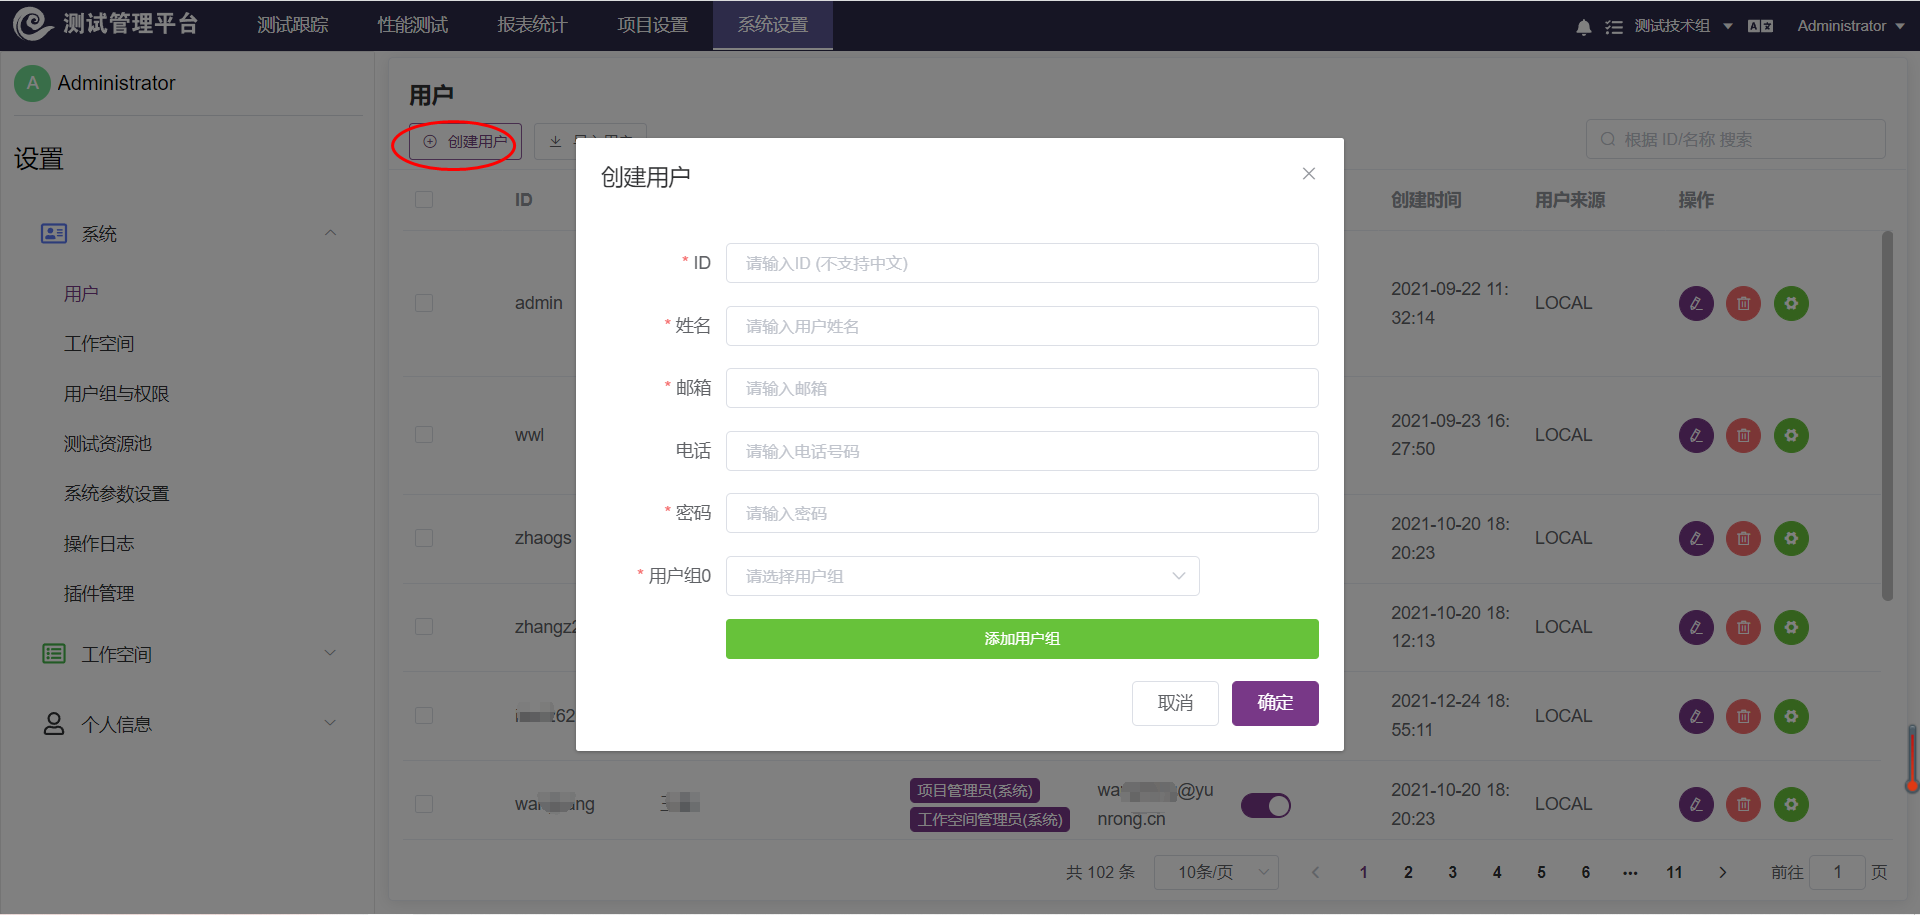 测试管理平台 测试跟踪 性能测试 报表统计 项目设置 系统设置 测试技术组 Administrator
A Administrator
设置
系统
用户
工作空间
用户组与权限
测试资源池
系统参数设置
操作日志
插件管理
工作空间
个人信息
用户
创建用户
根据 ID/名称 搜索
ID 创建时间 用户来源 操作
admin 2021-09-22 11:32:14 LOCAL
wwl 2021-09-23 16:27:50 LOCAL
zhaogs 2021-10-20 18:20:23 LOCAL
zhangz2 2021-10-20 18:12:13 LOCAL
62 2021-12-24 18:55:11 LOCAL
项目管理员(系统)
工作空间管理员(系统)
@yu
nrong.cn
2021-10-20 18:20:23 LOCAL
共 102 条 10条/页 1 2 3 4 5 6 ... 11 前往 1 页
创建用户
* ID 请输入ID (不支持中文)
* 姓名 请输入用户姓名
* 邮箱 请输入邮箱
电话 请输入电话号码
* 密码 请输入密码
* 用户组0 请选择用户组
添加用户组
取消 确定